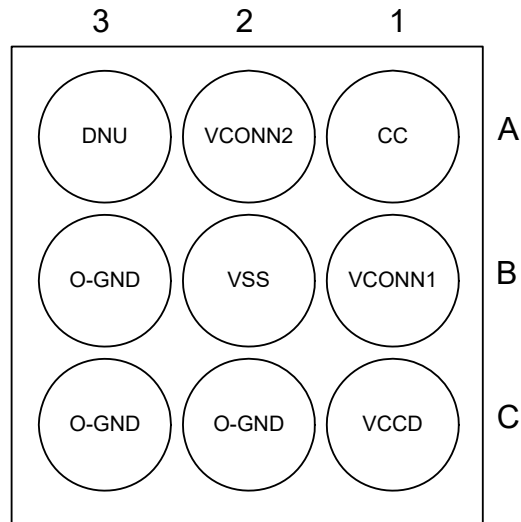 3 2 1
DNU VCONN2 CC A
O-GND VSS VCONN1 B
O-GND O-GND VCCD C